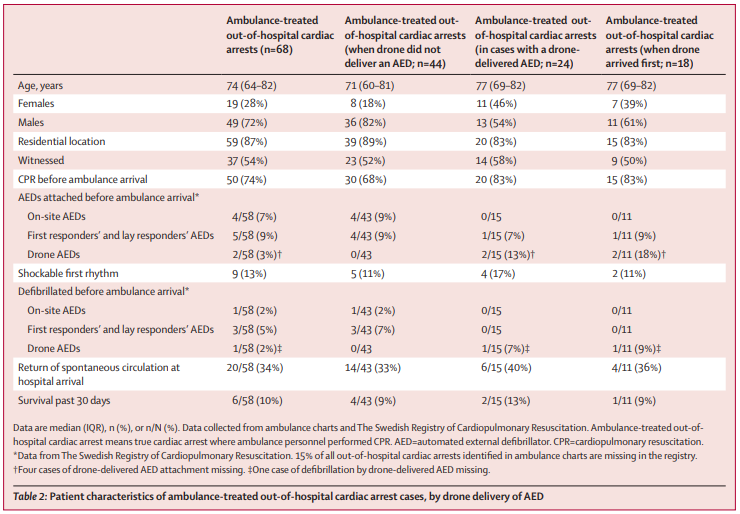 Ambulance-treated out-of-hospital cardiac arrests (n=68) Ambulance-treated out-of-hospital cardiac arrests (when drone did not deliver an AED; n=44) Ambulance-treated out-of-hospital cardiac arrests (in cases with a drone-delivered AED; n=24) Ambulance-treated out-of-hospital cardiac arrests (when drone arrived first; n=18)
Age, years 74 (64–82) 71 (60–81) 77 (69–82) 77 (69–82)
Females 19 (28%) 8 (18%) 11 (46%) 7 (39%)
Males 49 (72%) 36 (82%) 13 (54%) 11 (61%)
Residential location 59 (87%) 39 (89%) 20 (83%) 15 (83%)
Witnessed 37 (54%) 23 (52%) 14 (58%) 9 (50%)
CPR before ambulance arrival 50 (74%) 30 (68%) 20 (83%) 15 (83%)
AEDs attached before ambulance arrival*
On-site AEDs 4/58 (7%) 4/43 (9%) 0/15 0/11
First responders' and lay responders' AEDs 5/58 (9%) 4/43 (9%) 1/15 (7%) 1/11 (9%)
Drone AEDs 2/58 (3%)† 0/43 2/15 (13%)† 2/11 (18%)†
Shockable first rhythm 9 (13%) 5 (11%) 4 (17%) 2 (11%)
Defibrillated before ambulance arrival*
On-site AEDs 1/58 (2%) 1/43 (2%) 0/15 0/11
First responders' and lay responders' AEDs 3/58 (5%) 3/43 (7%) 0/15 0/11
Drone AEDs 1/58 (2%)‡ 0/43 1/15 (7%)‡ 1/11 (9%)‡
Return of spontaneous circulation at hospital arrival 20/58 (34%) 14/43 (33%) 6/15 (40%) 4/11 (36%)
Survival past 30 days 6/58 (10%) 4/43 (9%) 2/15 (13%) 1/11 (9%)
Data are median (IQR), n (%), or n/N (%). Data collected from ambulance charts and The Swedish Registry of Cardiopulmonary Resuscitation. Ambulance-treated out-of-
hospital cardiac arrest means true cardiac arrest where ambulance personnel performed CPR. AED=automated external defibrillator. CPR=cardiopulmonary resuscitation.
*Data from The Swedish Registry of Cardiopulmonary Resuscitation. 15% of all out-of-hospital cardiac arrests identified in ambulance charts are missing in the registry.
†Four cases of drone-delivered AED attachment missing. ‡One case of defibrillation by drone-delivered AED missing.
Table 2: Patient characteristics of ambulance-treated out-of-hospital cardiac arrest cases, by drone delivery of AED